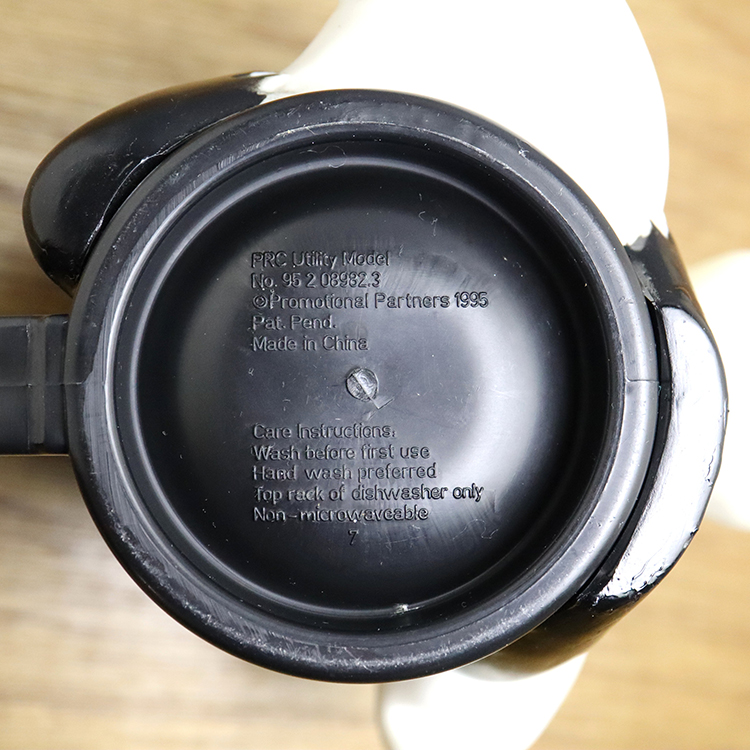 PRC Utility Model
No. 95 2 08982.3
©Promotional Partners 1995
Pat. Pend.
Made in China
Care Instructions:
Wash before first use
Hand wash preferred
Top rack of dishwasher only
Non-microwaveable
7